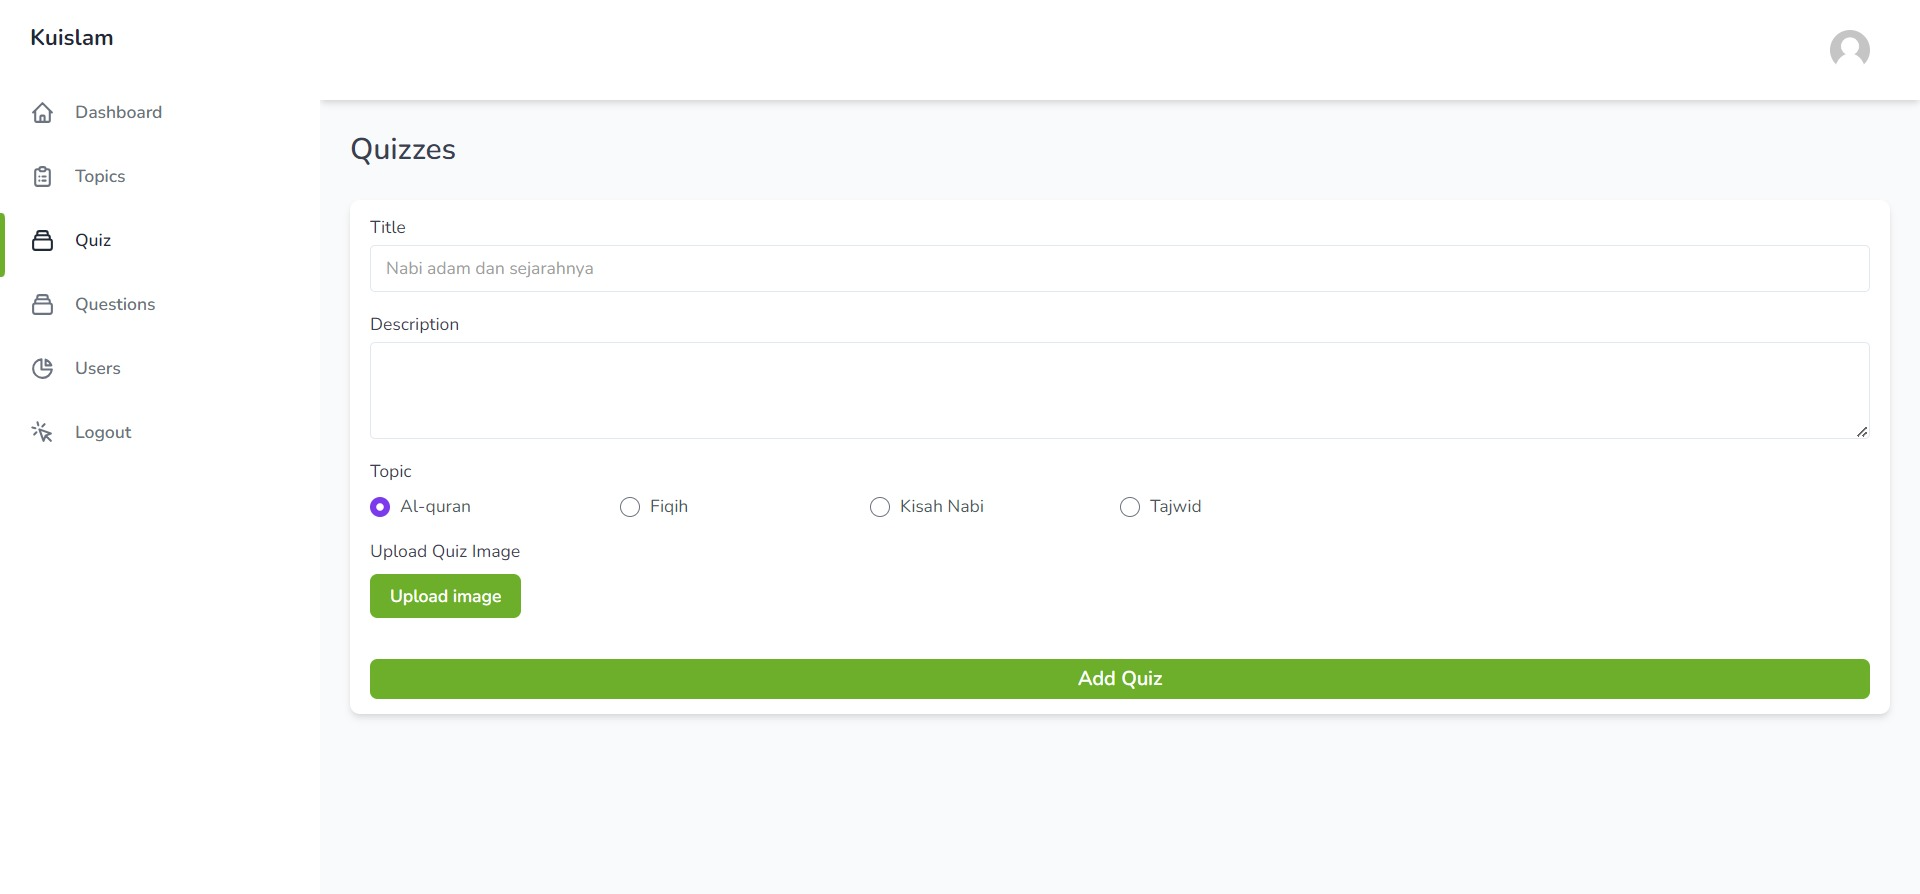 Kuislam
Dashboard
Topics
Quiz
Questions
Users
Logout
Quizzes
Title
Nabi adam dan sejarahnya
Description
Topic
Al-quran Fiqih Kisah Nabi Tajwid
Upload Quiz Image
Upload image
Add Quiz